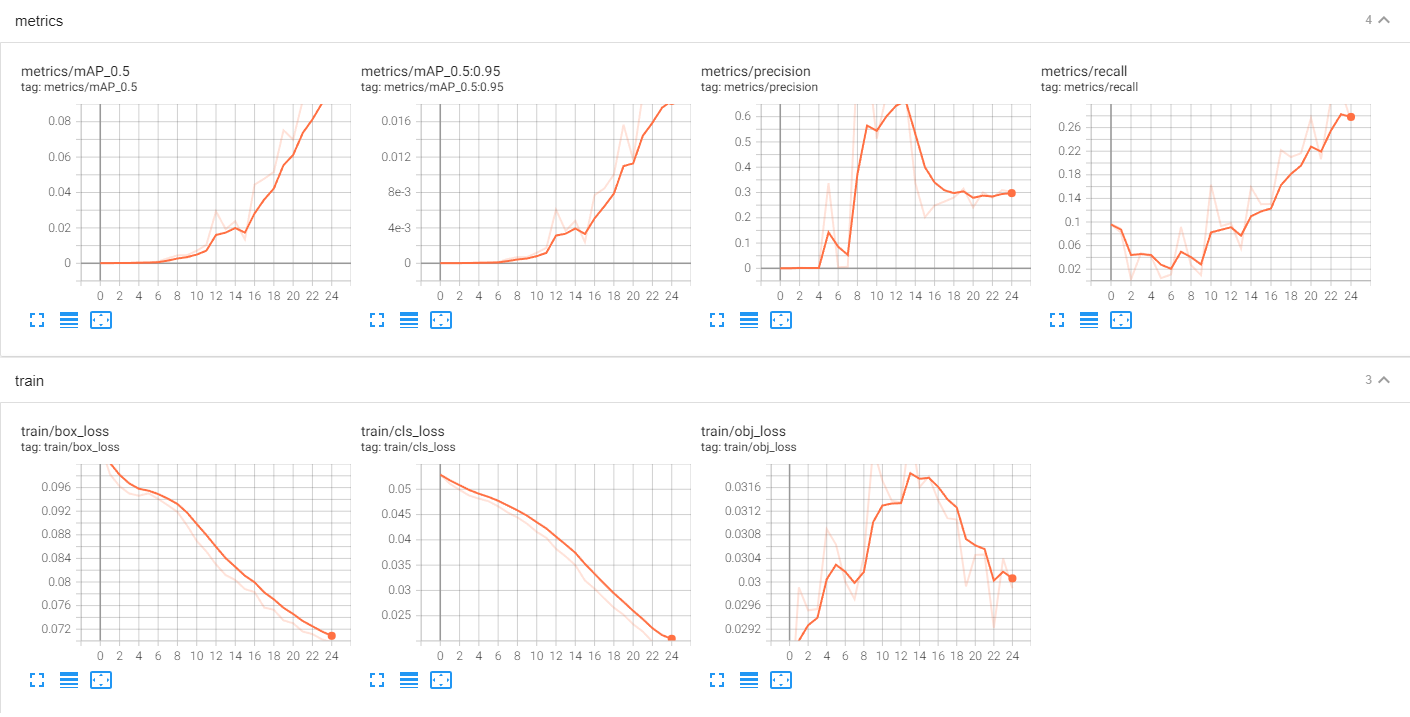 metrics
4
metrics/mAP_0.5
tag: metrics/mAP_0.5
0.08
0.06
0.04
0.02
0
0 2 4 6 8 10 12 14 16 18 20 22 24
metrics/mAP_0.5:0.95
tag: metrics/mAP_0.5:0.95
0.016
0.012
8e-3
4e-3
0
0 2 4 6 8 10 12 14 16 18 20 22 24
metrics/precision
tag: metrics/precision
0.6
0.5
0.4
0.3
0.2
0.1
0
0 2 4 6 8 10 12 14 16 18 20 22 24
metrics/recall
tag: metrics/recall
0.26
0.22
0.18
0.14
0.1
0.06
0.02
0 2 4 6 8 10 12 14 16 18 20 22 24
train
3
train/box_loss
tag: train/box_loss
0.096
0.092
0.088
0.084
0.08
0.076
0.072
0 2 4 6 8 10 12 14 16 18 20 22 24
train/cls_loss
tag: train/cls_loss
0.05
0.045
0.04
0.035
0.03
0.025
0 2 4 6 8 10 12 14 16 18 20 22 24
train/obj_loss
tag: train/obj_loss
0.0316
0.0312
0.0308
0.0304
0.03
0.0296
0.0292
0 2 4 6 8 10 12 14 16 18 20 22 24